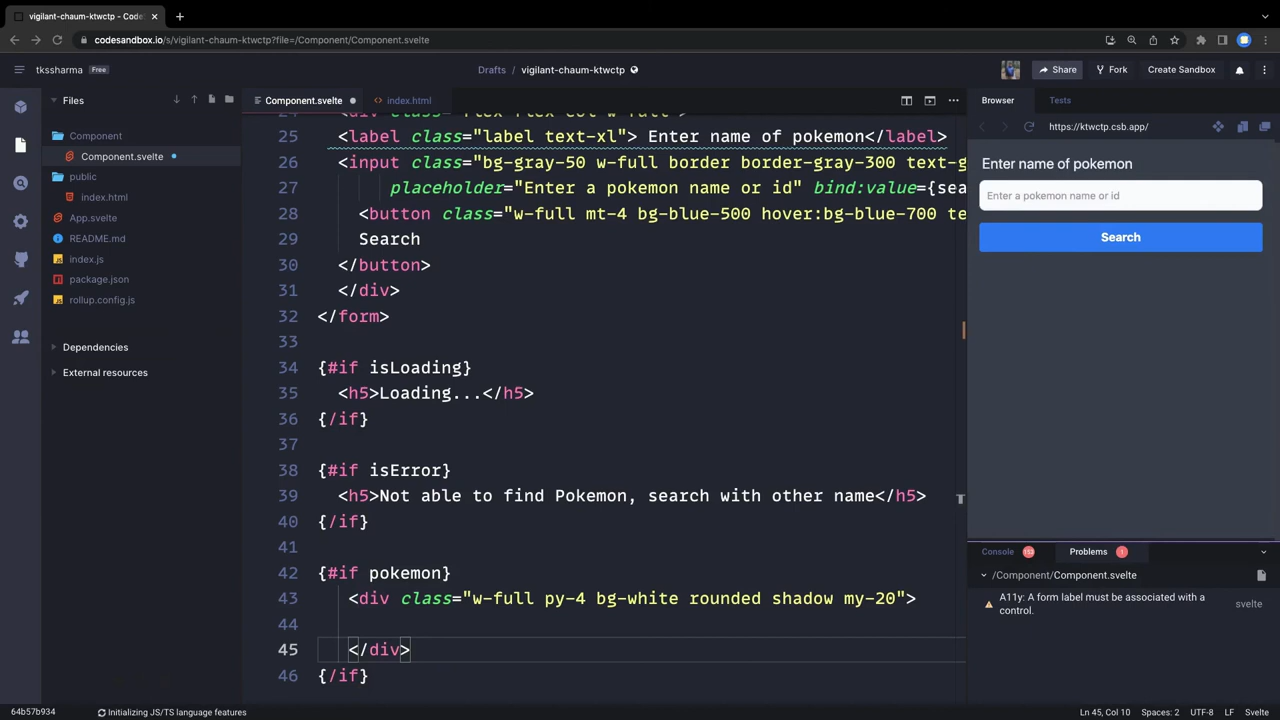 vigilant-chaum-ktwctp - Code
codesandbox.io/s/vigilant-chaum-ktwctp?file=/Component/Component.svelte
tkssharma Free
Drafts / vigilant-chaum-ktwctp
Share
Fork
Create Sandbox
Files
Component
Component.svelte
public
index.html
App.svelte
README.md
index.js
package.json
rollup.config.js
Dependencies
External resources
Component.svelte
index.html
25 <label class="label text-xl"> Enter name of pokemon</label>
26 <input class="bg-gray-50 w-full border border-gray-300 text-g
27 placeholder="Enter a pokemon name or id" bind:value={sea
28 <button class="w-full mt-4 bg-blue-500 hover:bg-blue-700 te
29 Search
30 </button>
31 </div>
32 </form>
33
34 {#if isLoading}
35 <h5>Loading...</h5>
36 {/if}
37
38 {#if isError}
39 <h5>Not able to find Pokemon, search with other name</h5>
40 {/if}
41
42 {#if pokemon}
43 <div class="w-full py-4 bg-white rounded shadow my-20">
44
45 </div>
46 {/if}
Browser
Tests
https://ktwctp.csb.app/
Enter name of pokemon
Enter a pokemon name or id
Search
Console 153
Problems 1
/Component/Component.svelte
A11y: A form label must be associated with a
control.
svelte
64b57b934
Initializing JS/TS language features
Ln 45, Col 10
Spaces: 2
UTF-8
LF
Svelte